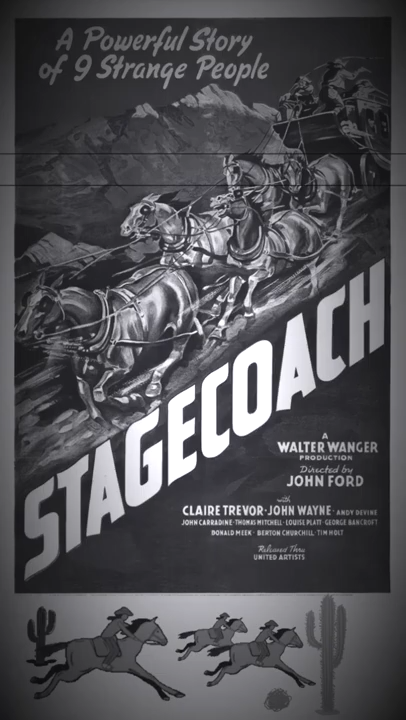 A Powerful Story
of 9 Strange People
STAGECOACH
A
WALTER WANGER
PRODUCTION
Directed by
JOHN FORD
with
CLAIRE TREVOR · JOHN WAYNE · ANDY DEVINE
JOHN CARRADINE · THOMAS MITCHELL · LOUISE PLATT · GEORGE BANCROFT
DONALD MEEK · BERTON CHURCHILL · TIM HOLT
Released Thru
UNITED ARTISTS